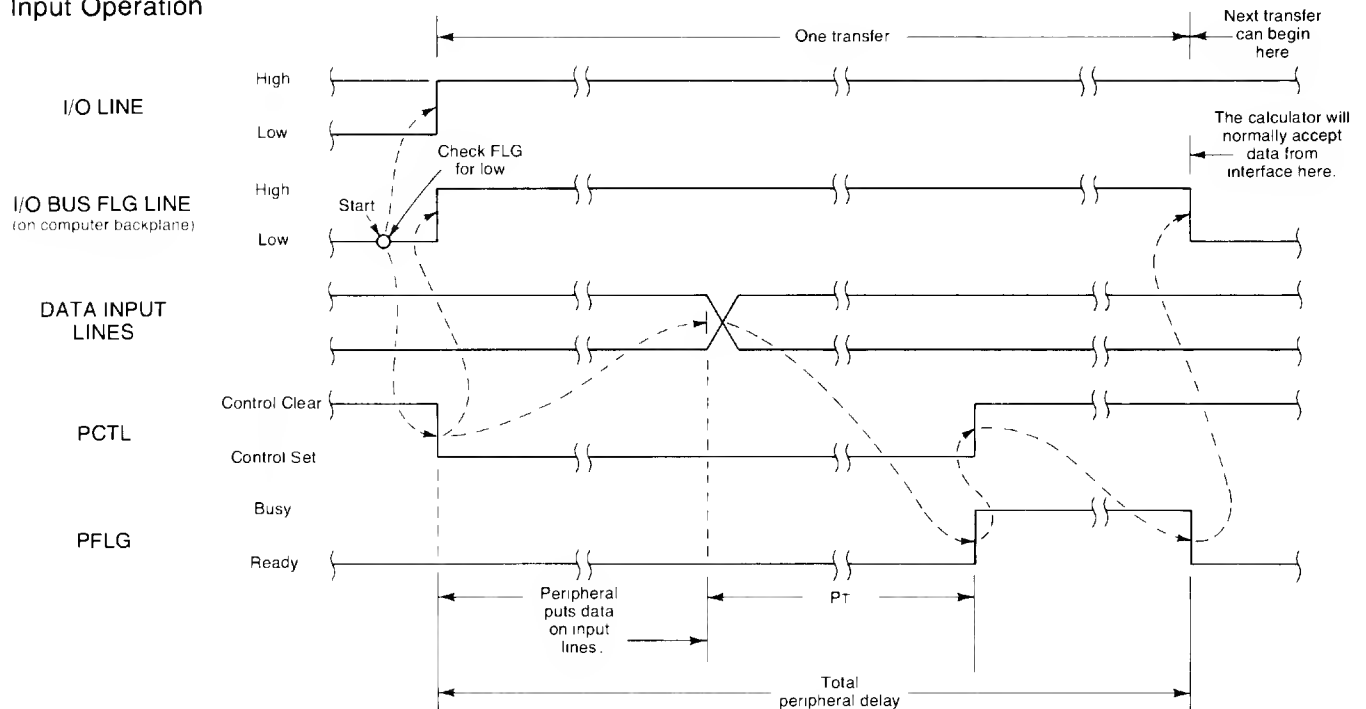 Input Operation
One transfer
Next transfer
can begin
here
High
I/O LINE
Low
Check FLG
for low
The calculator will
normally accept
data from
interface here.
High
I/O BUS FLG LINE
(on computer backplane)
Start
Low
DATA INPUT
LINES
Control Clear
PCTL
Control Set
Busy
PFLG
Ready
Peripheral
puts data
on input
lines.
PT
Total
peripheral delay